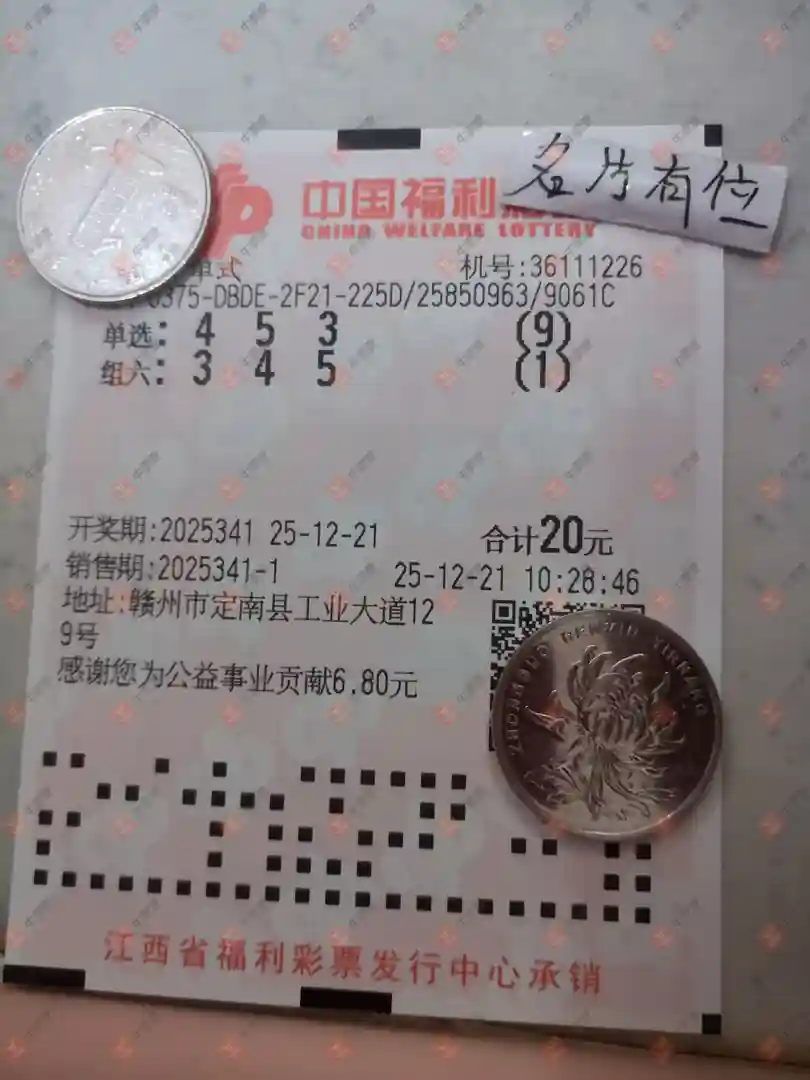 中国福利
名片有位
CHINA WELFARE LOTTERY
单式 机号:36111226
0375-DBDE-2F21-225D/25850963/9061C
单选: 4 5 3 (9)
组六: 3 4 5 (1)
开奖期:2025341 25-12-21 合计20元
销售期:2025341-1 25-12-21 10:28:46
地址:赣州市定南县工业大道12
9号
感谢您为公益事业贡献6.80元
ZHONGGUO RENMIN YINHANG
江西省福利彩票发行中心承销